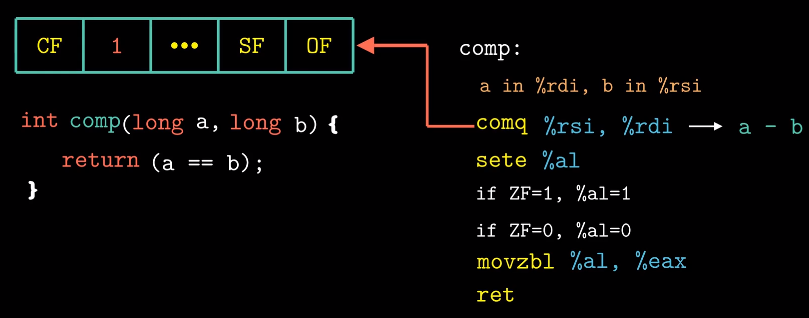 CF 1 ••• SF OF
int comp(long a, long b) {
return (a == b);
}
comp:
a in %rdi, b in %rsi
comq %rsi, %rdi → a - b
sete %al
if ZF=1, %al=1
if ZF=0, %al=0
movzbl %al, %eax
ret